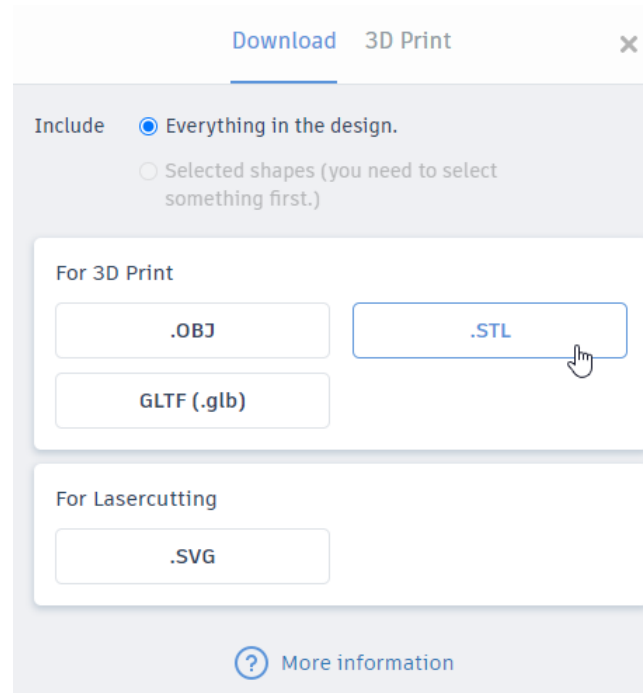 Download 3D Print
Include Everything in the design.
Selected shapes (you need to select
something first.)
For 3D Print
.OBJ .STL
GLTF (.glb)
For Lasercutting
.SVG
? More information